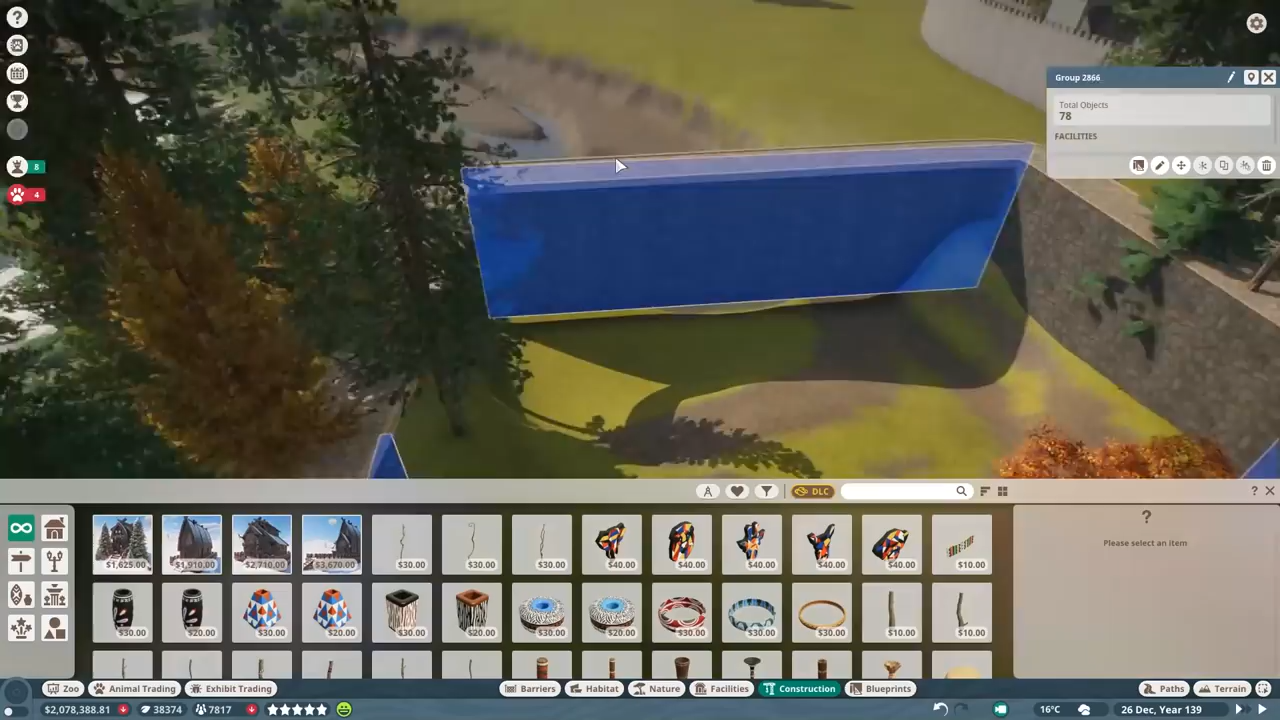 Group 2866
Total Objects
78
FACILITIES
8
4
DLC
?
Please select an item
$1,625.00 $1,910.00 $2,710.00 $3,670.00 $30.00 $30.00 $30.00 $40.00 $40.00 $40.00 $40.00 $40.00 $10.00
$30.00 $20.00 $30.00 $20.00 $30.00 $20.00 $30.00 $20.00 $30.00 $30.00 $30.00 $10.00 $10.00
Zoo Animal Trading Exhibit Trading Barriers Habitat Nature Facilities Construction Blueprints Paths Terrain
$2,078,388.81 38374 7817 16°C 26 Dec, Year 139